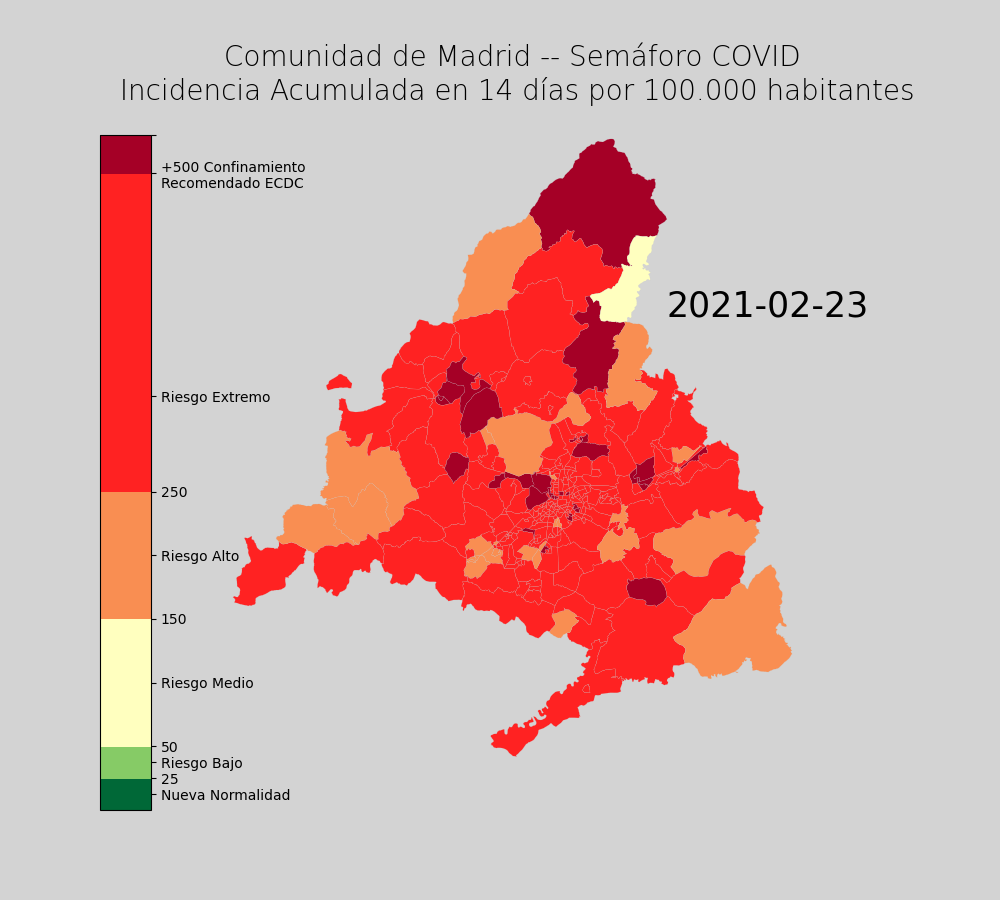 Comunidad de Madrid -- Semáforo COVID
Incidencia Acumulada en 14 días por 100.000 habitantes
+500 Confinamiento
Recomendado ECDC
2021-02-23
Riesgo Extremo
250
Riesgo Alto
150
Riesgo Medio
50
Riesgo Bajo
25
Nueva Normalidad